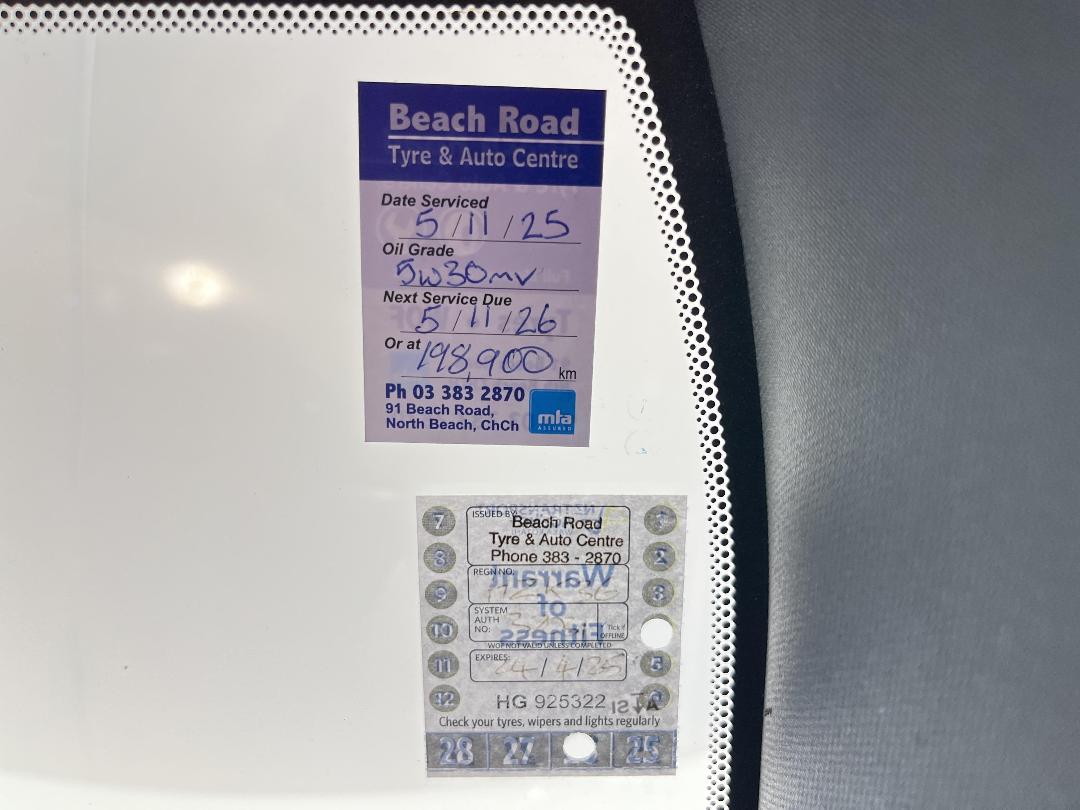 Beach Road
Tyre & Auto Centre
Date Serviced
5/11/25
Oil Grade
5w30mv
Next Service Due
5/11/26
Or at 198,900 km
Ph 03 383 2870
91 Beach Road,
North Beach, ChCh
mta
ASSURED
7
ISSUED BY:
Beach Road
1
Tyre & Auto Centre
8
Phone 383 - 2870
2
REGN NO:
Warrant
9
3
SYSTEM
AUTH
NO:
of
10
Tick if
OFFLINE
Fitness
WOF NOT VALID UNLESS COMPLETED
11
EXPIRES:
5
12
HG 925322
6
Check your tyres, wipers and lights regularly
28 27 25